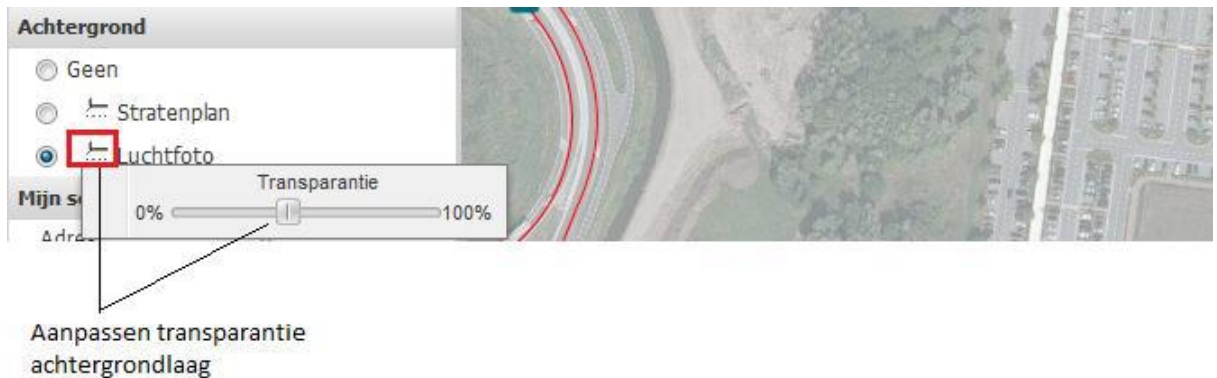 Achtergrond
Geen
Stratenplan
Luchtfoto
Transparantie
Mijn s
0% 100%
Aanpassen transparantie
achtergrondlaag